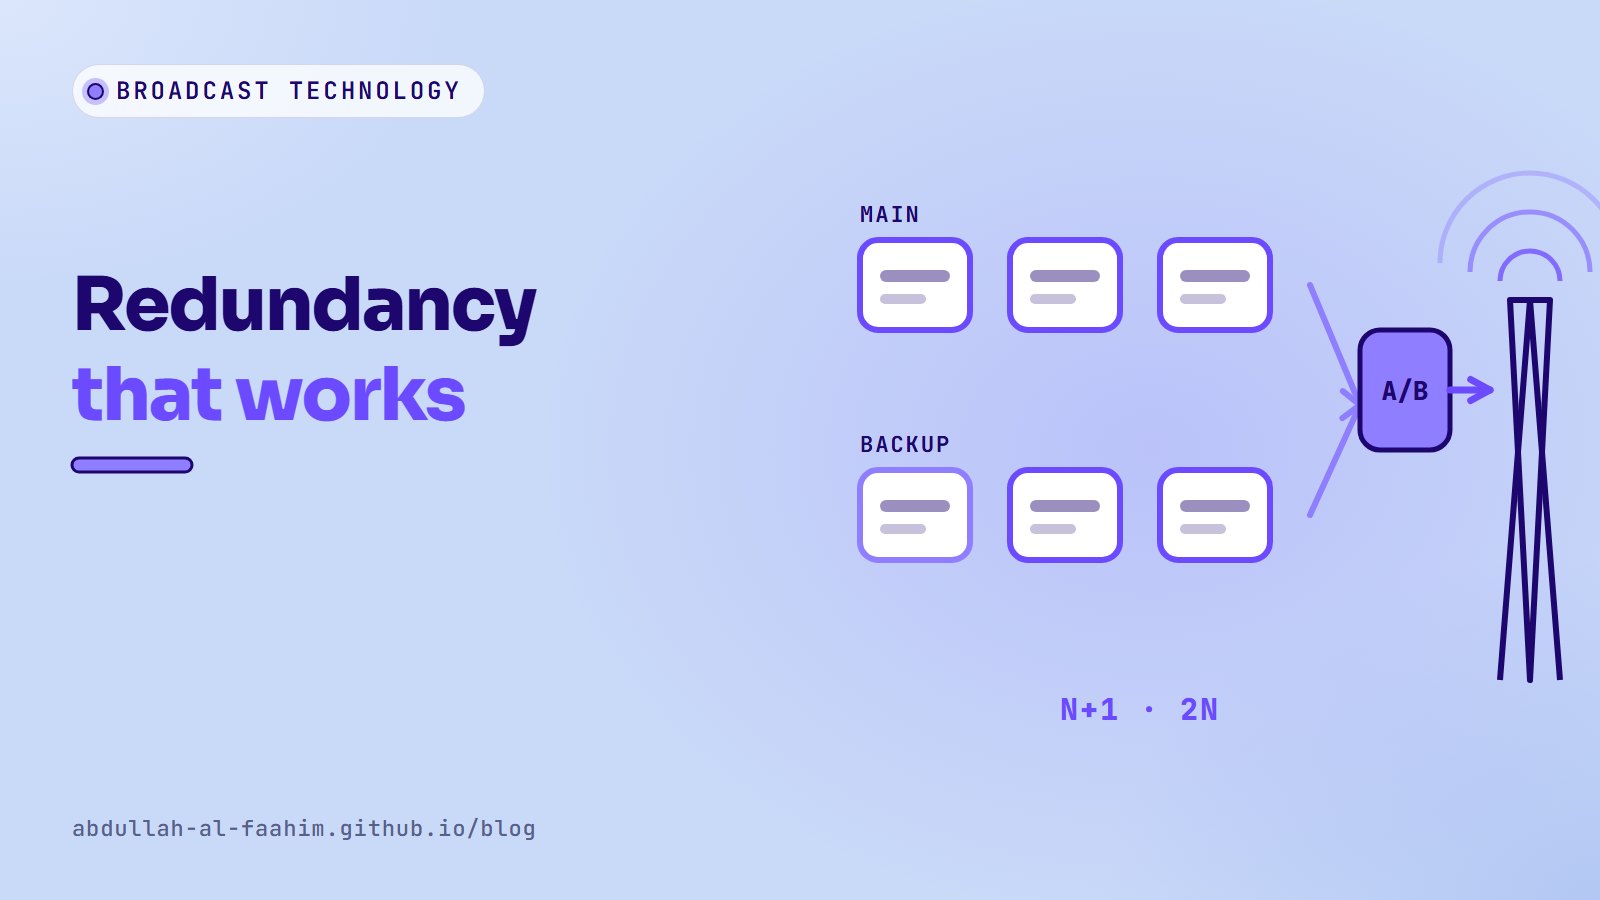 BROADCAST TECHNOLOGY
Redundancy
that works
MAIN
A/B
BACKUP
N+1 · 2N
abdullah-al-faahim.github.io/blog